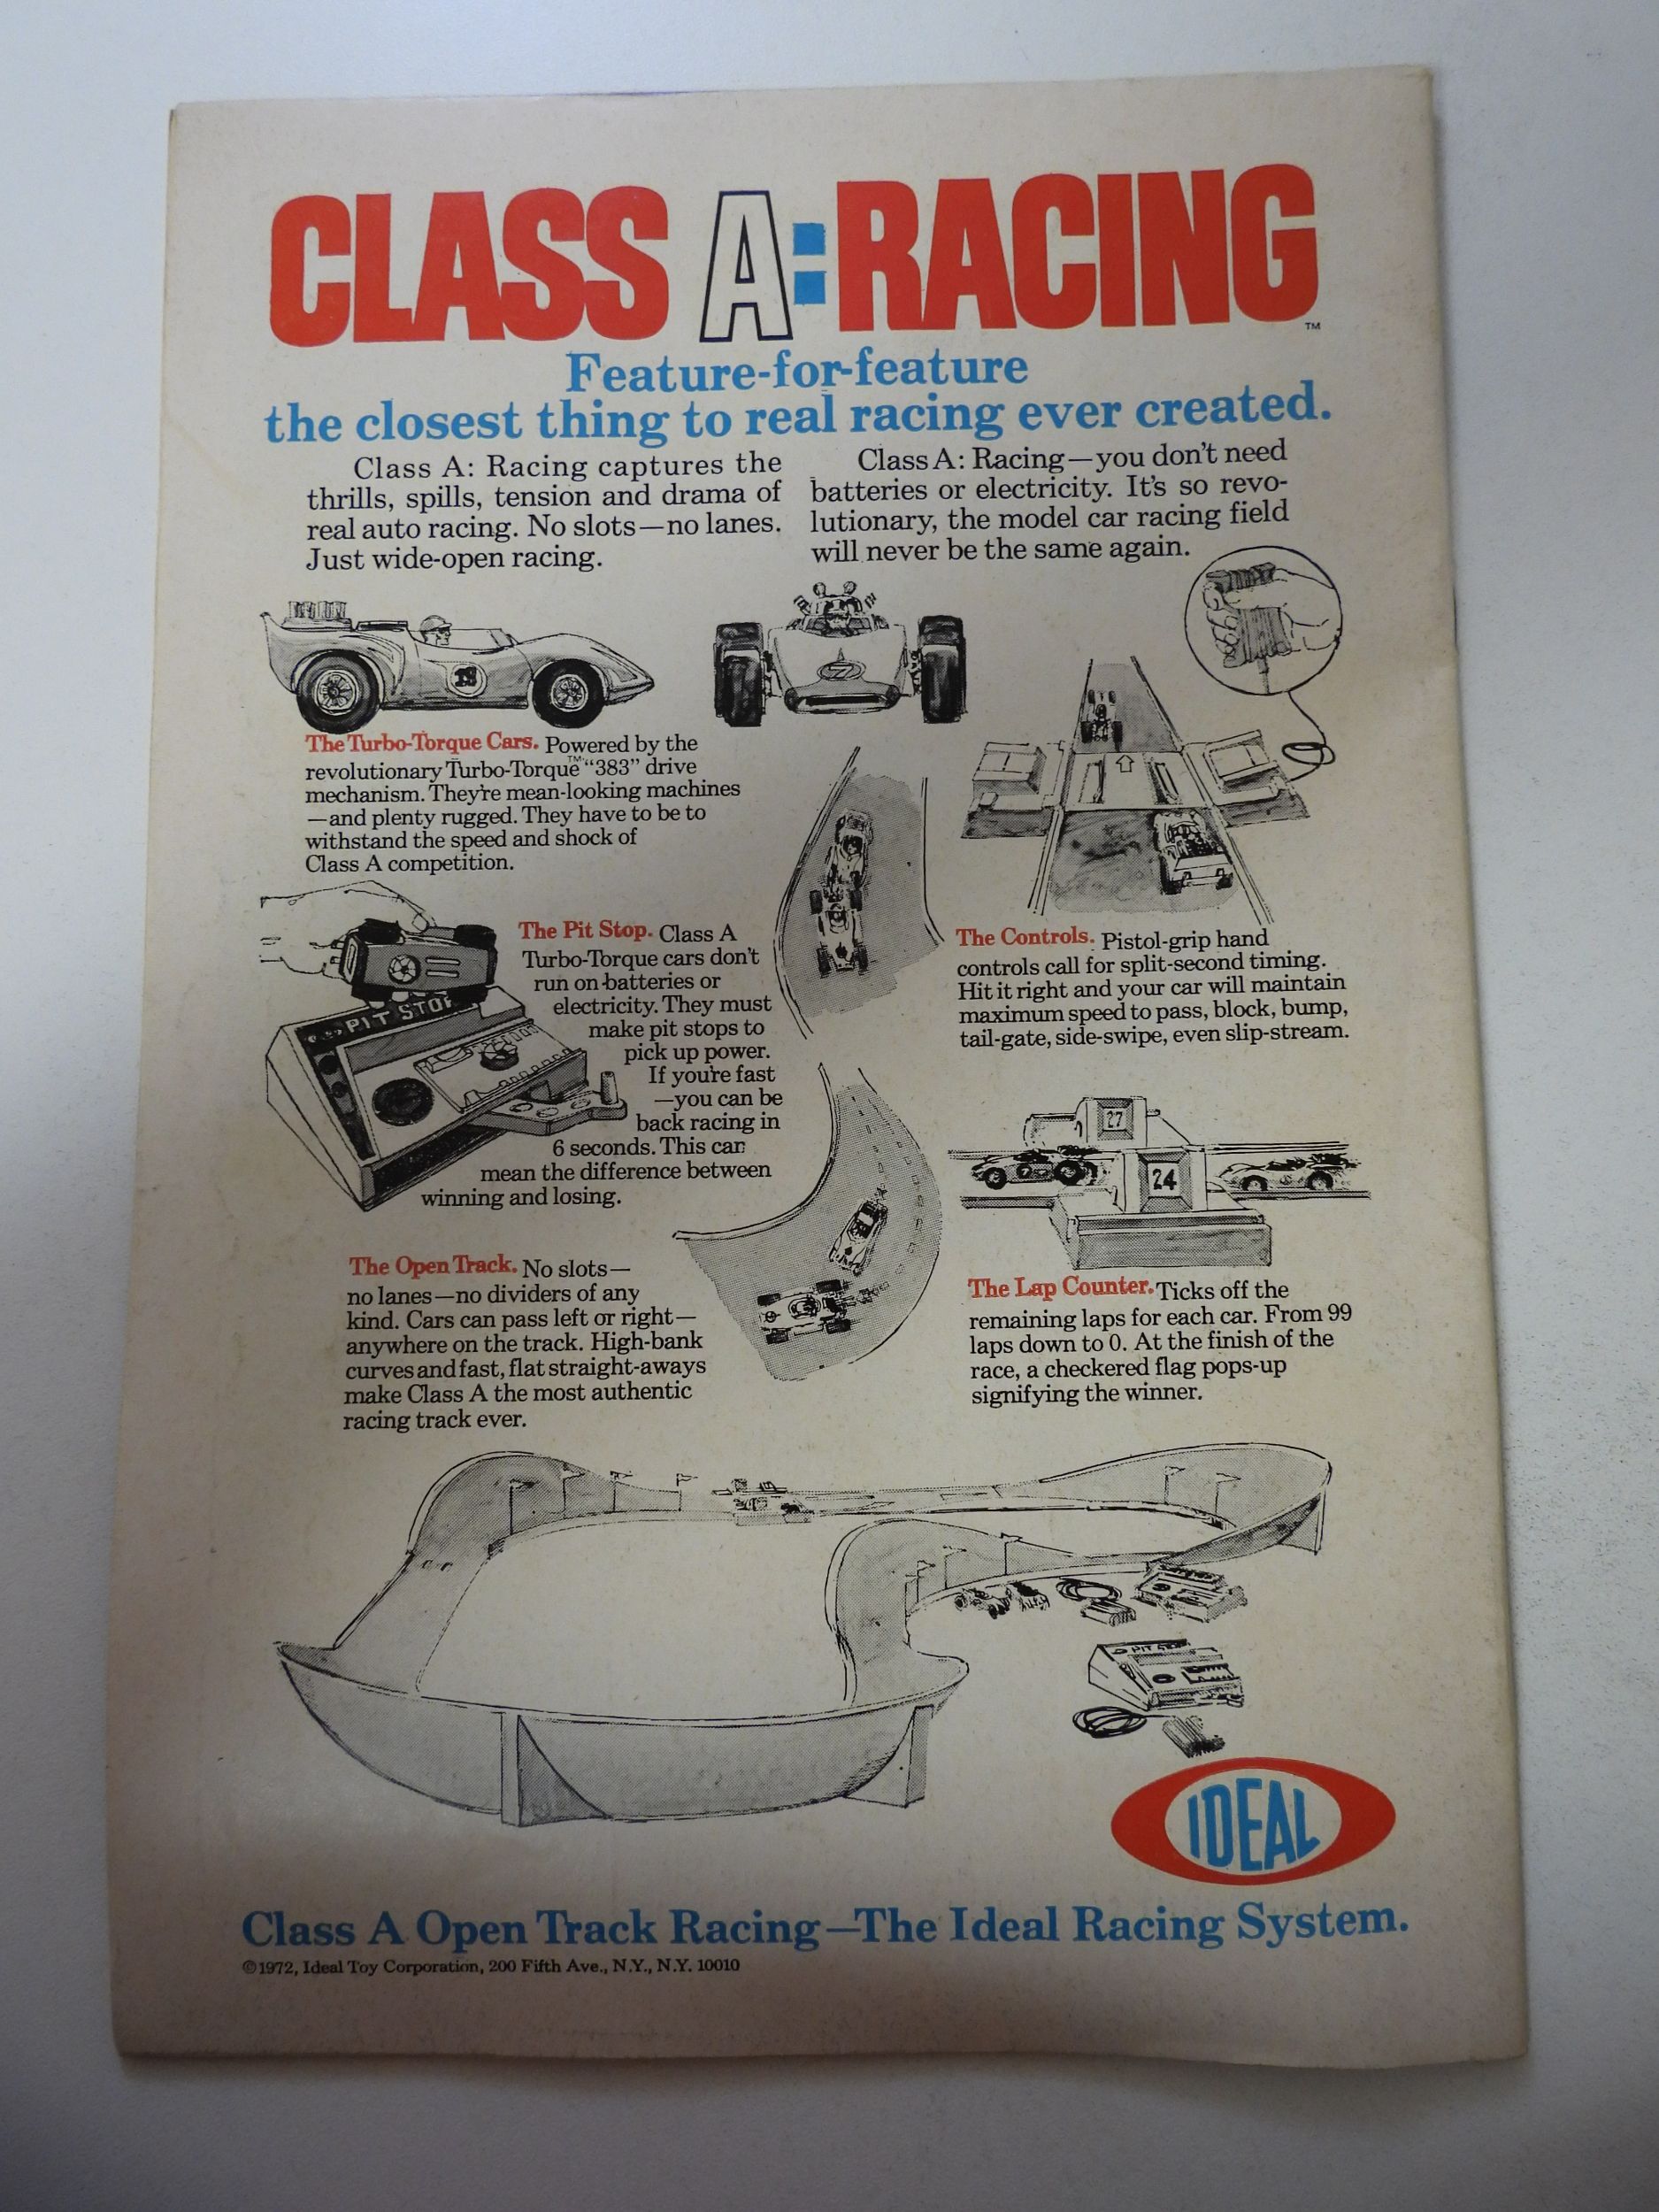 CLASS A:RACING
TM
Feature-for-feature
the closest thing to real racing ever created.
Class A: Racing captures the
thrills, spills, tension and drama of
real auto racing. No slots—no lanes.
Just wide-open racing.
Class A: Racing—you don't need
batteries or electricity. It's so revo-
lutionary, the model car racing field
will never be the same again.
The Turbo-Torque Cars. Powered by the
revolutionary Turbo-Torque™ "383" drive
mechanism. They're mean-looking machines
—and plenty rugged. They have to be to
withstand the speed and shock of
Class A competition.
7
The Pit Stop. Class A
Turbo-Torque cars don't
run on batteries or
electricity. They must
make pit stops to
pick up power.
If you're fast
—you can be
back racing in
6 seconds. This can
mean the difference between
winning and losing.
PIT STOP
The Controls. Pistol-grip hand
controls call for split-second timing.
Hit it right and your car will maintain
maximum speed to pass, block, bump,
tail-gate, side-swipe, even slip-stream.
27
24
The Open Track. No slots—
no lanes—no dividers of any
kind. Cars can pass left or right—
anywhere on the track. High-bank
curves and fast, flat straight-aways
make Class A the most authentic
racing track ever.
The Lap Counter. Ticks off the
remaining laps for each car. From 99
laps down to 0. At the finish of the
race, a checkered flag pops-up
signifying the winner.
IDEAL
Class A Open Track Racing—The Ideal Racing System.
©1972, Ideal Toy Corporation, 200 Fifth Ave., N.Y., N.Y. 10010